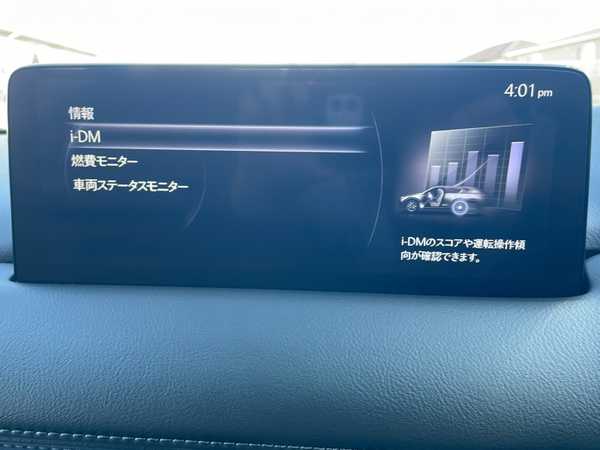 4:01 pm
情報
i-DM
燃費モニター
車両ステータスモニター
i-DMのスコアや運転操作傾
向が確認できます。